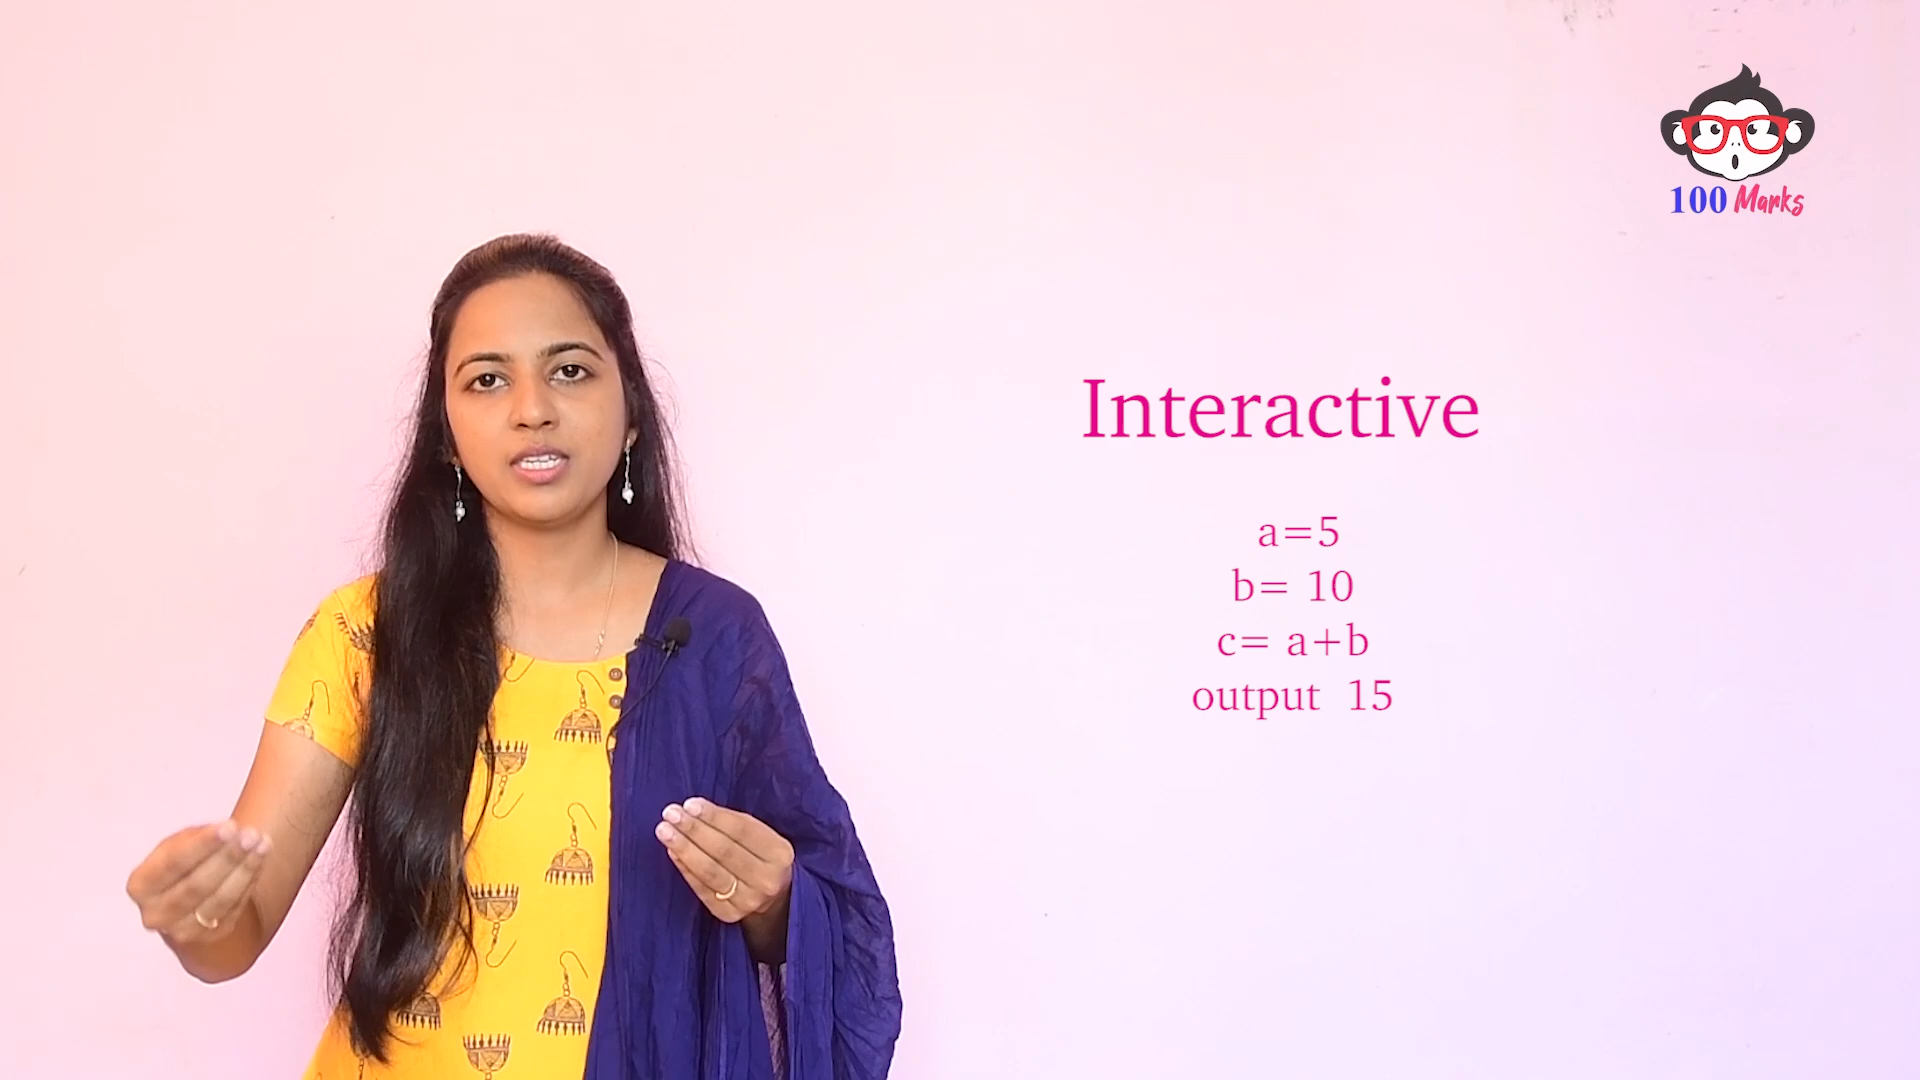 100 Marks
Interactive
a=5
b= 10
c= a+b
output 15